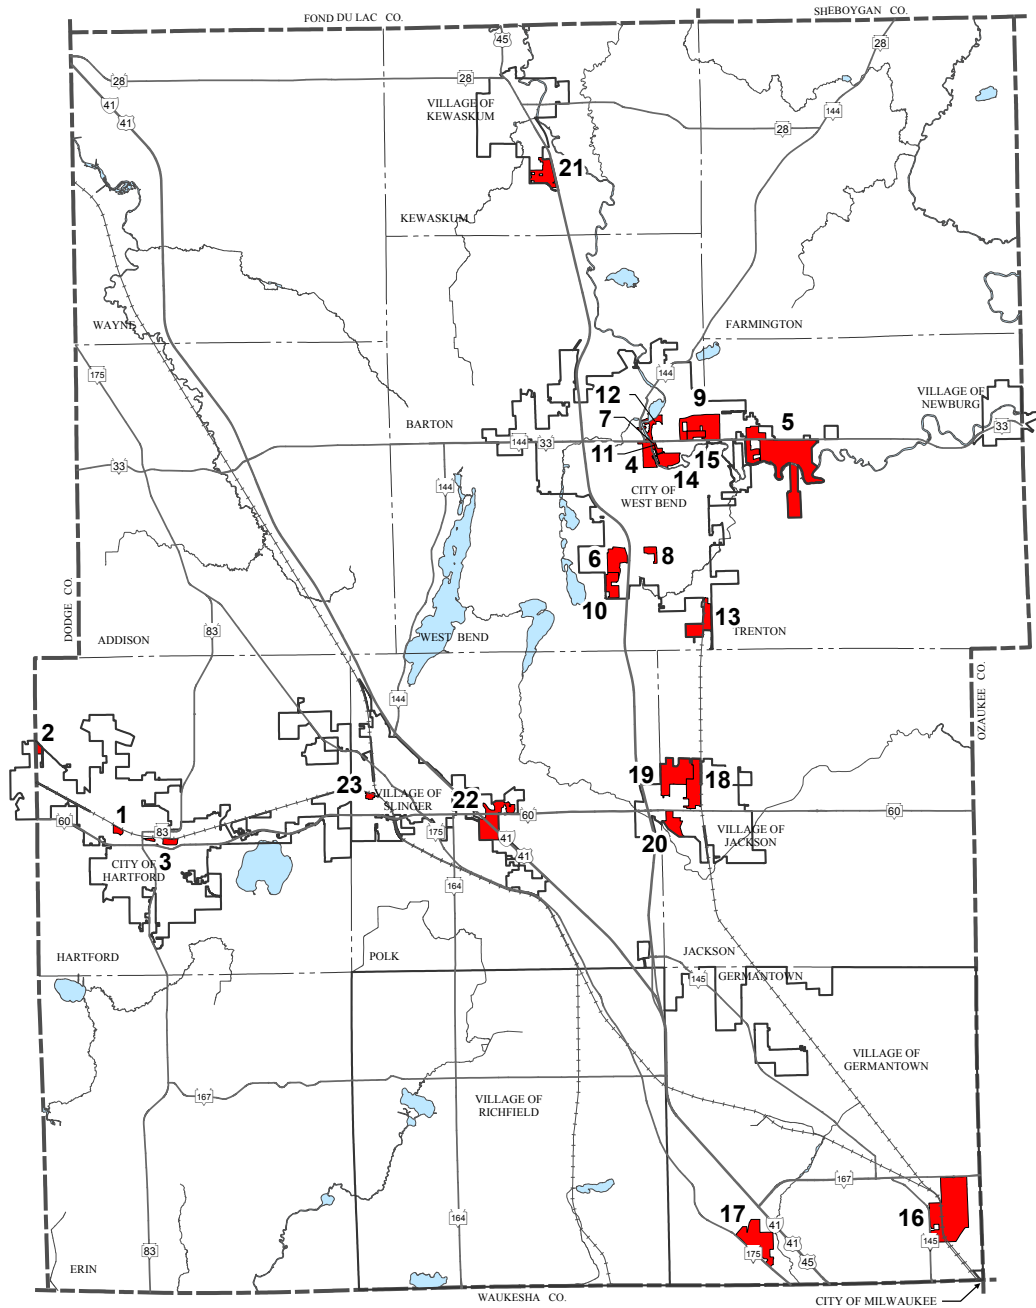 FOND DU LAC CO.
SHEBOYGAN CO.
45
28
28
28
41
41
VILLAGE OF
KEWASKUM
144
28
21
KEWASKUM
WAYNE
FARMINGTON
175
144
12
9
VILLAGE OF
NEWBURG
7
BARTON
5
33
144
33
11
4
15
33
14
144
CITY OF
WEST BEND
6
8
10
DODGE CO.
13
83
ADDISON
WEST BEND
TRENTON
OZAUKEE CO.
144
2
19
18
23
VILLAGE OF
SLINGER
22
1
60
83
60
60
175
41
20
VILLAGE OF
JACKSON
3
41
CITY OF
HARTFORD
164
HARTFORD
POLK
JACKSON
GERMANTOWN
145
VILLAGE OF
GERMANTOWN
167
VILLAGE OF
RICHFIELD
167
17
164
41
16
83
175
41
145
45
ERIN
WAUKESHA CO.
CITY OF MILWAUKEE